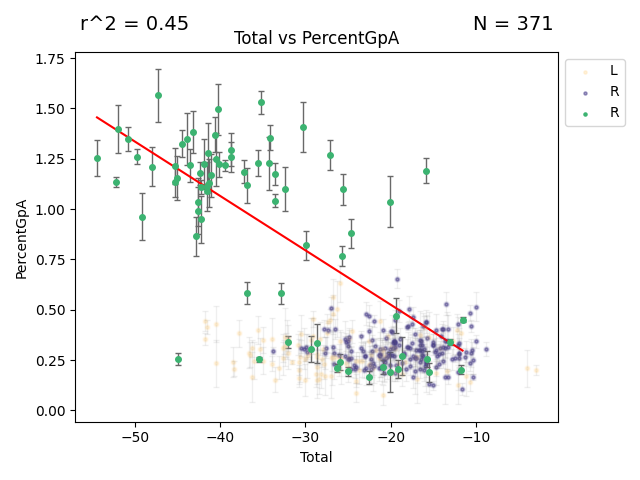 r^2 = 0.45
N = 371
Total vs PercentGpA
L
R
R
PercentGpA
1.75
1.50
1.25
1.00
0.75
0.50
0.25
0.00
−50
−40
−30
−20
−10
Total